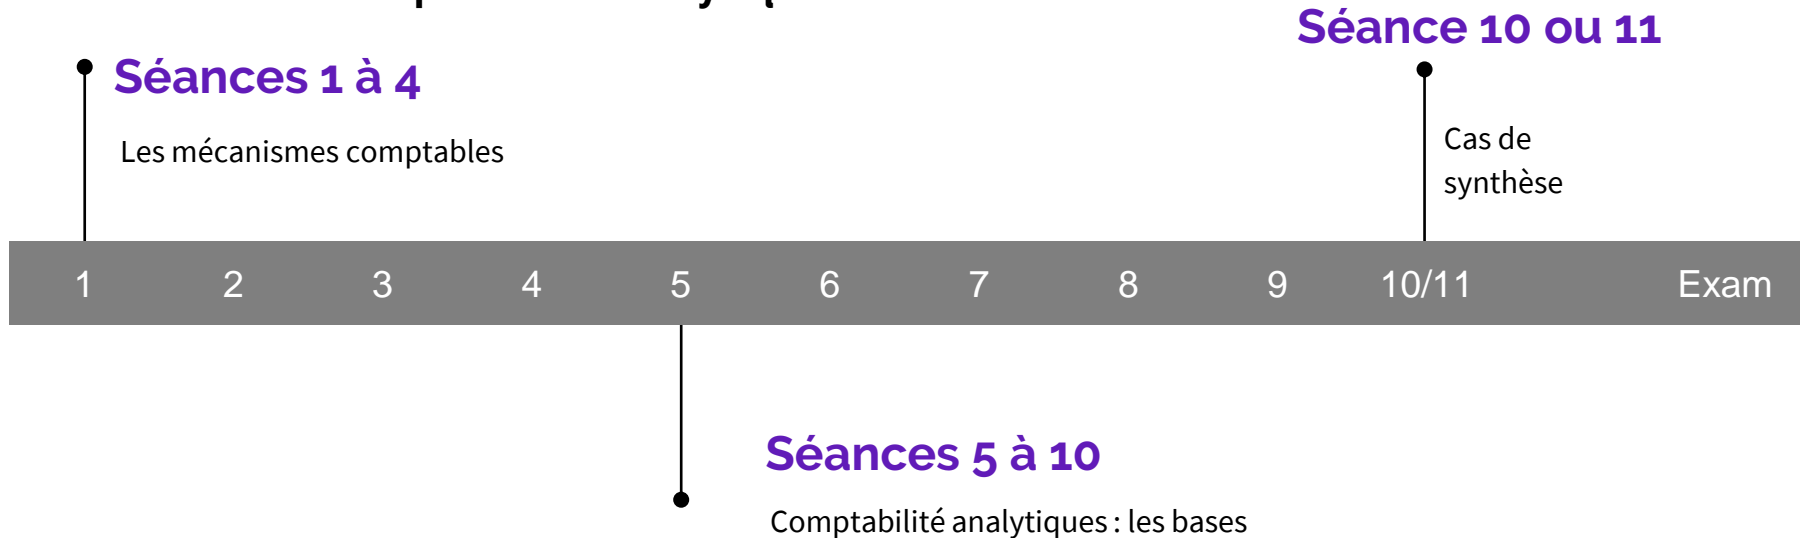 Séance 10 ou 11
Séances 1 à 4
Cas de
synthèse
Les mécanismes comptables
1 2 3 4 5 6 7 8 9 10/11 Exam
Séances 5 à 10
Comptabilité analytiques : les bases